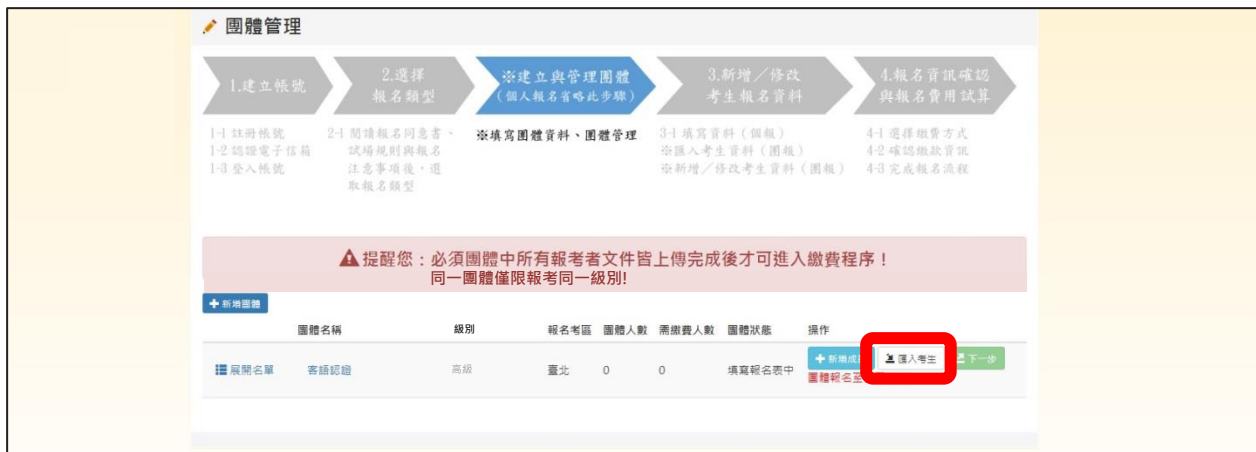 團體管理
1.建立帳號
2.選擇
報名類型
※建立與管理團體
(個人報名省略此步驟)
3.新增／修改
考生報名資料
4.報名資訊確認
與報名費用試算
1-1 註冊帳號
1-2 認證電子信箱
1-3 登入帳號
2-1 閱讀報名同意書、
試場規則與報名
注意事項後，選
取報名類型
※填寫團體資料、團體管理
3-1 填寫資料（個報）
※匯入考生資料（團報）
※新增／修改考生資料（團報）
4-1 選擇繳費方式
4-2 確認繳款資訊
4-3 完成報名流程
提醒您：必須團體中所有報考者文件皆上傳完成後才可進入繳費程序！
同一團體僅限報考同一級別!
新增團體
團體名稱 級別 報名考區 團體人數 需繳費人數 團體狀態 操作
展開名單 客語認證 高級 臺北 0 0 填寫報名表中 新增成 匯入考生 下一步
團體報名至